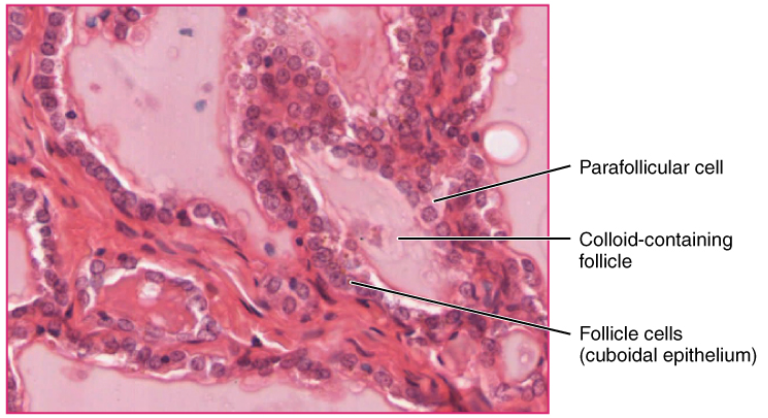 Parafollicular cell
Colloid-containing
follicle
Follicle cells
(cuboidal epithelium)